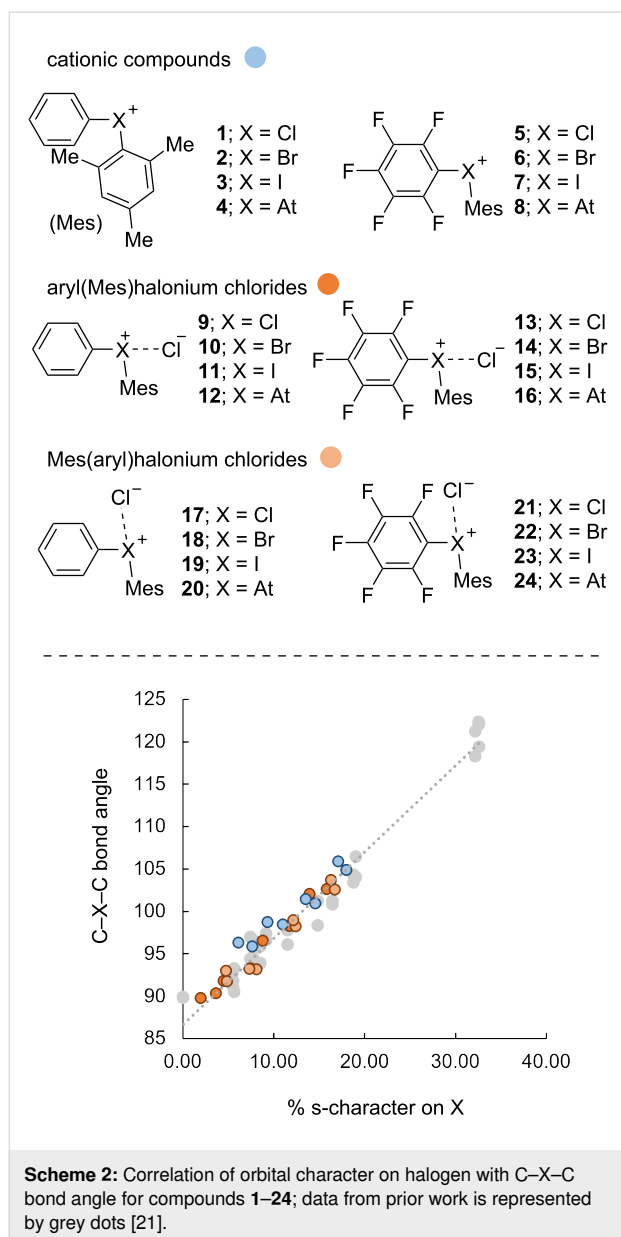 cationic compounds
X+
Me
Me
(Mes)
Me
1; X = Cl
2; X = Br
3; X = I
4; X = At
F
F
F
F
F
X+
Mes
5; X = Cl
6; X = Br
7; X = I
8; X = At
aryl(Mes)halonium chlorides
X+
Cl−
Mes
9; X = Cl
10; X = Br
11; X = I
12; X = At
F
F
F
F
F
X+
Cl−
Mes
13; X = Cl
14; X = Br
15; X = I
16; X = At
Mes(aryl)halonium chlorides
Cl−
X+
Mes
17; X = Cl
18; X = Br
19; X = I
20; X = At
F
F
F
F
F
Cl−
X+
Mes
21; X = Cl
22; X = Br
23; X = I
24; X = At
C–X–C bond angle
125
120
115
110
105
100
95
90
85
0.00 10.00 20.00 30.00 40.00
% s-character on X
Scheme 2: Correlation of orbital character on halogen with C–X–C
bond angle for compounds 1–24; data from prior work is represented
by grey dots [21].